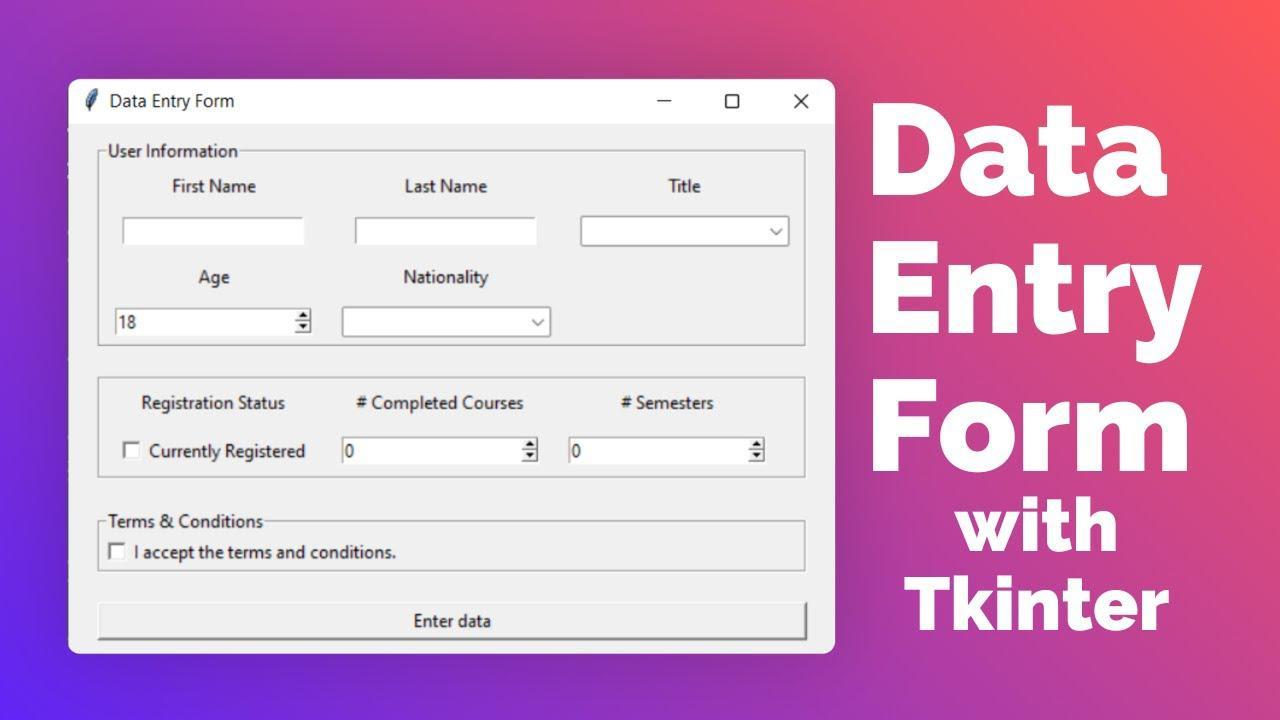 Data Entry Form
User Information
First Name Last Name Title
Age Nationality
18
Registration Status # Completed Courses # Semesters
Currently Registered 0 0
Terms & Conditions
I accept the terms and conditions.
Enter data
Data
Entry
Form
with
Tkinter